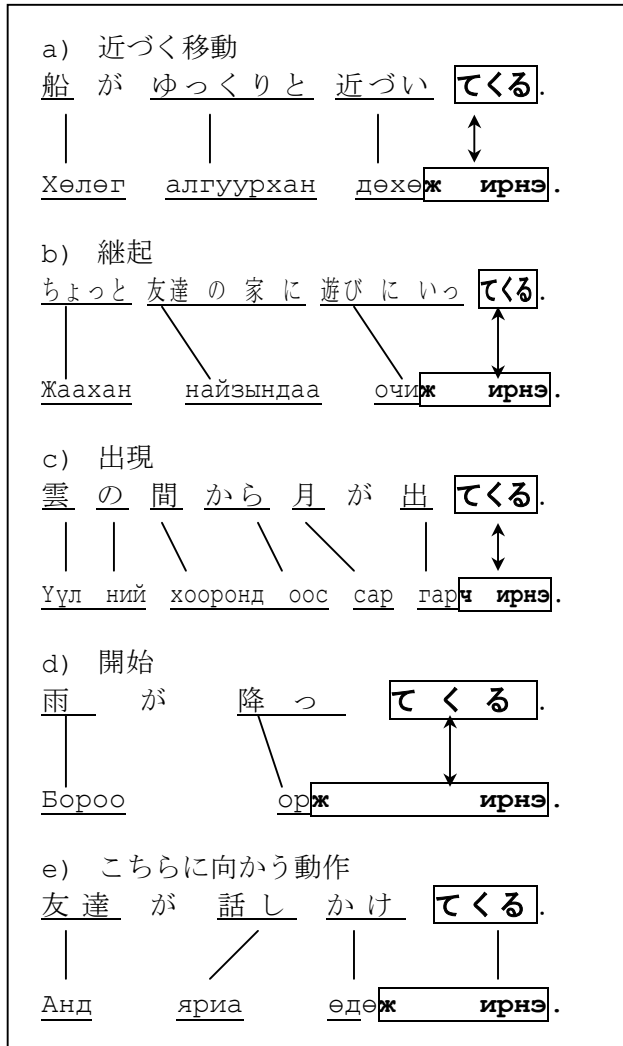 a) 近づく移動
船 が ゆっくりと 近づい てくる.
Хөлөг алгуурхан дөхөж ирнэ.
b) 継起
ちょっと 友達 の 家 に 遊び に いっ てくる.
Жаахан найзындаа очиж ирнэ.
c) 出現
雲 の 間 から 月 が 出 てくる.
Үүл ний хооронд оос сар гарч ирнэ.
d) 開始
雨 が 降っ てくる.
Бороо орж ирнэ.
e) こちらに向かう動作
友達 が 話し かけ てくる.
Анд яриа өдөж ирнэ.